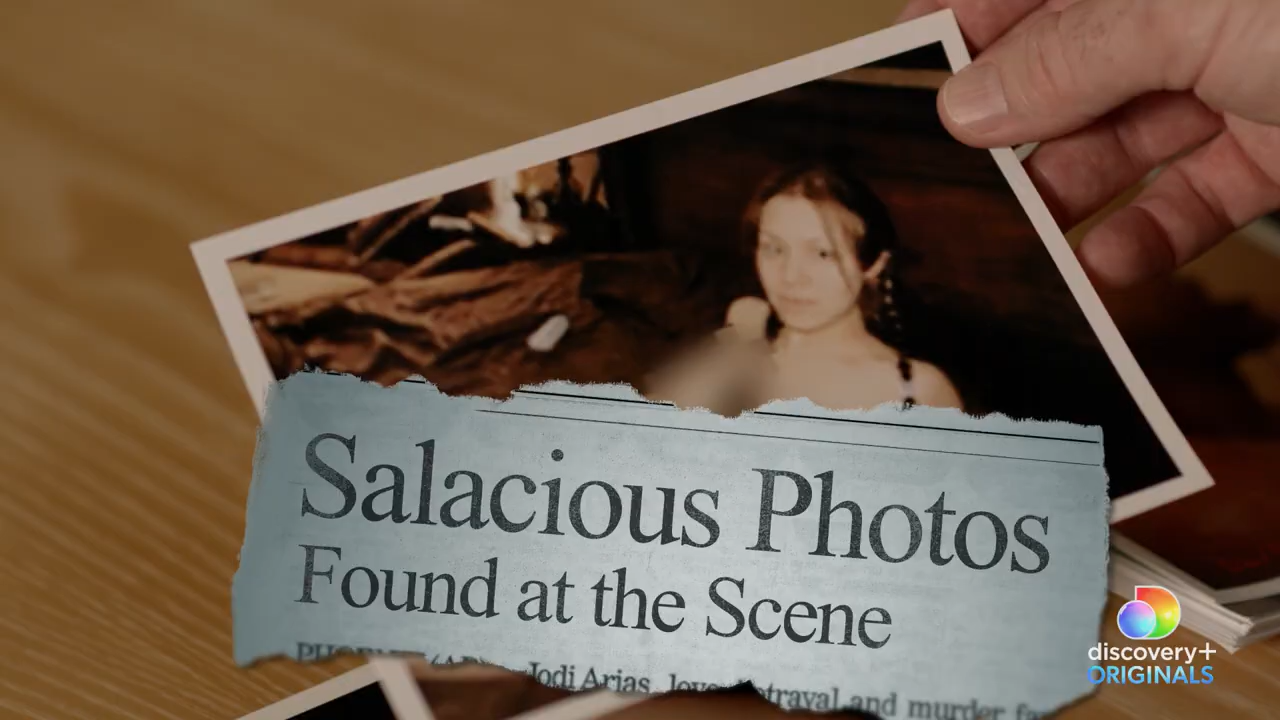 Salacious Photos
Found at the Scene
Jodi Arias, and murder
discovery+
ORIGINALS